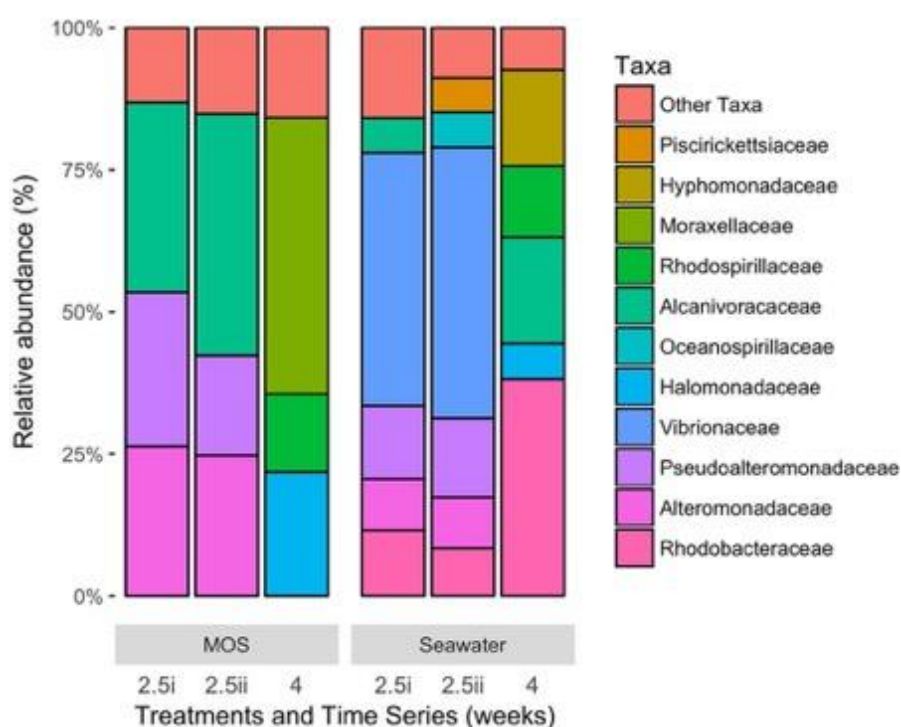 Relative abundance (%)
100%
75%
50%
25%
0%
MOS
Seawater
2.5i 2.5ii 4 2.5i 2.5ii 4
Treatments and Time Series (weeks)
Taxa
Other Taxa
Piscirickettsiaceae
Hyphomonadaceae
Moraxellaceae
Rhodospirillaceae
Alcanivoracaceae
Oceanospirillaceae
Halomonadaceae
Vibrionaceae
Pseudoalteromonadaceae
Alteromonadaceae
Rhodobacteraceae